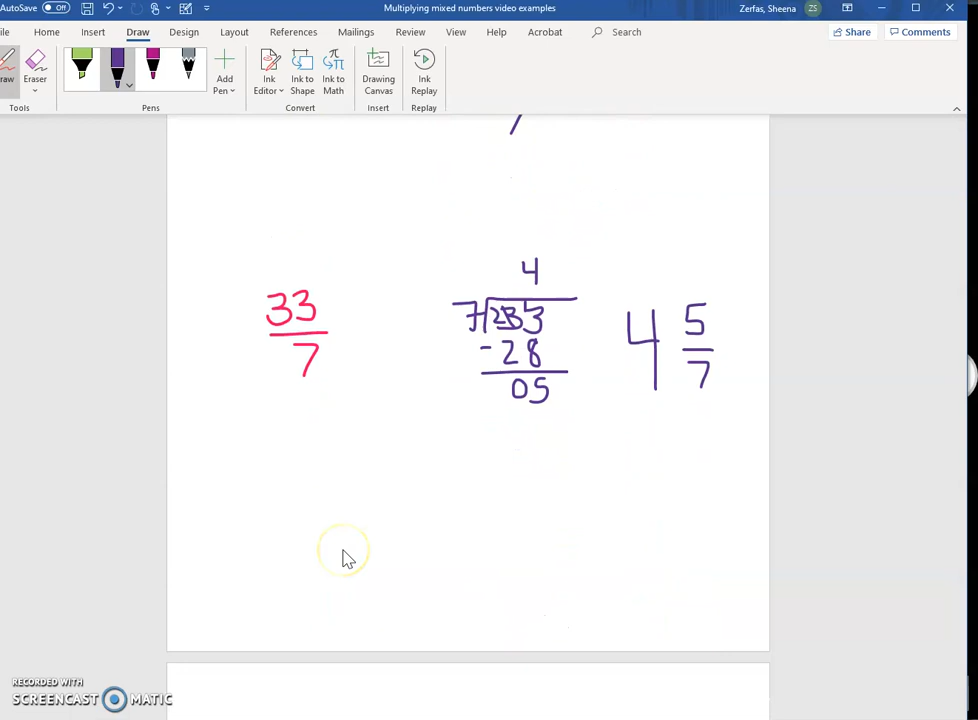 AutoSave Off Multiplying mixed numbers video examples Zerfas, Sheena ZS
ile Home Insert Draw Design Layout References Mailings Review View Help Acrobat Search Share Comments
raw Eraser Add Pen Ink Editor Ink to Shape Ink to Math Drawing Canvas Ink Replay
Tools Pens Convert Insert Replay
33
7
4
7
- 28
05
4 5
7
RECORDED WITH
SCREENCAST MATIC